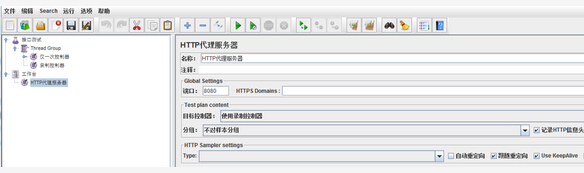 文件 编辑 Search 运行 选项 帮助
接口测试
Thread Group
仅一次控制器
录制控制器
工作台
HTTP代理服务器
HTTP代理服务器
名称: HTTP代理服务器
注释:
Global Settings
端口: 8080 HTTPS Domains:
Test plan content
目标控制器: 使用录制控制器
分组: 不对样本分组 记录HTTP信息头
HTTP Sampler settings
Type: 自动重定向 跟随重定向 Use KeepAlive